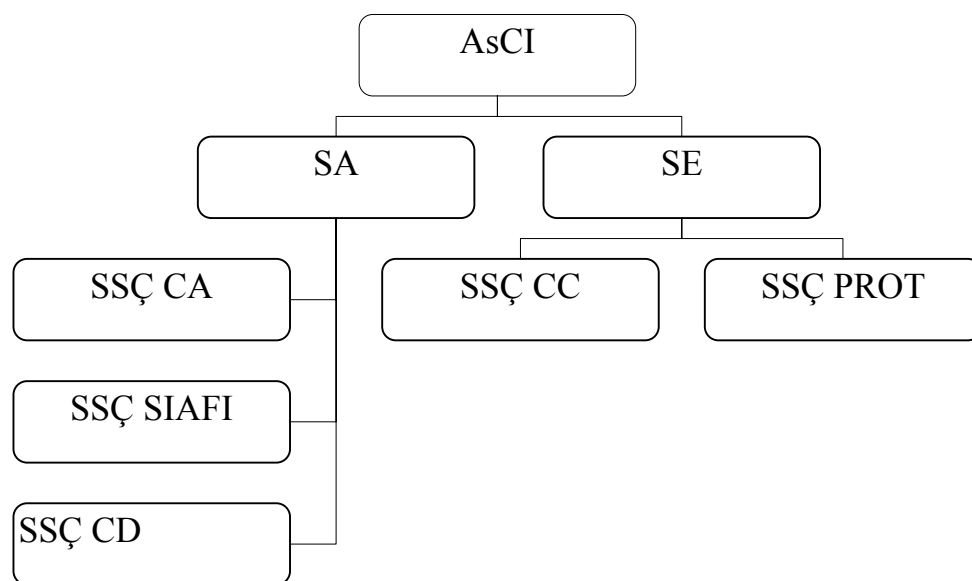 AsCI
SA
SE
SSÇ CA
SSÇ CC
SSÇ PROT
SSÇ SIAFI
SSÇ CD